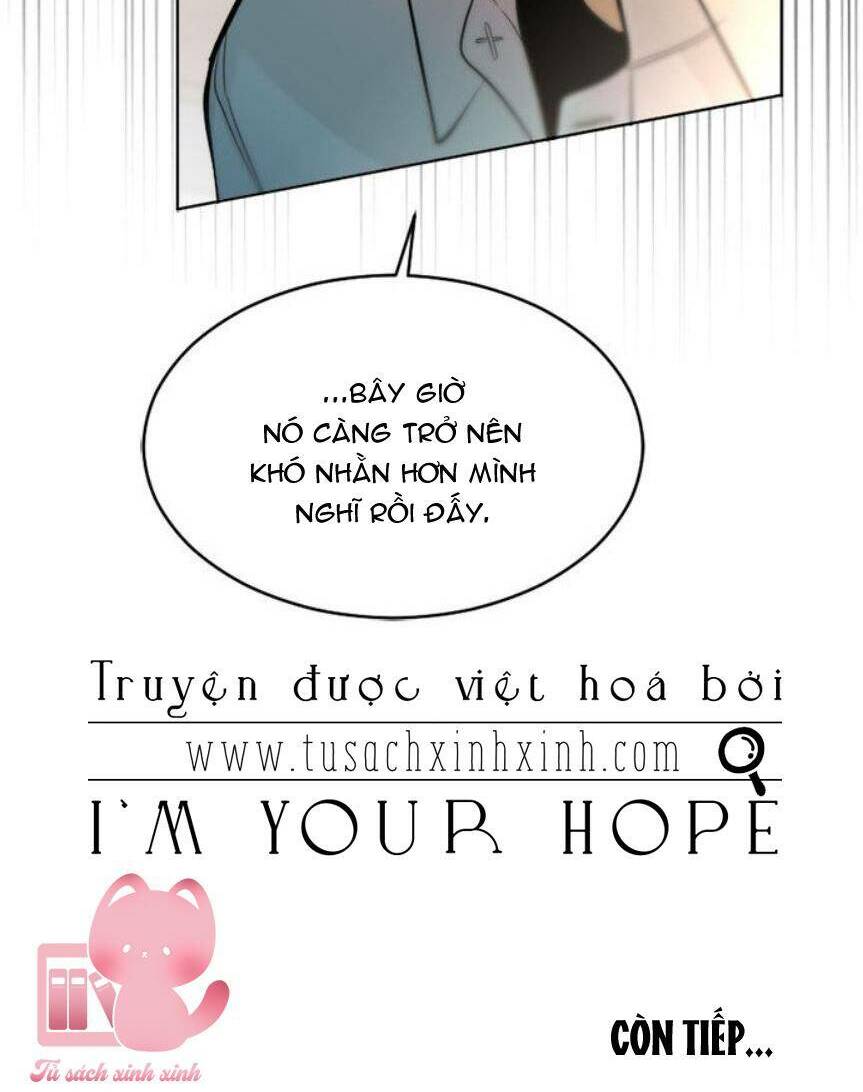 ...BÂY GIỜ
NÓ CÀNG TRỞ NÊN
KHÓ NHẰN HƠN MÌNH
NGHĨ RỒI ĐẤY.
Truyện được việt hoá bởi
www.tusachxinhxinh.com
I'M YOUR HOPE
Tủ sách xinh xinh
CÒN TIẾP...